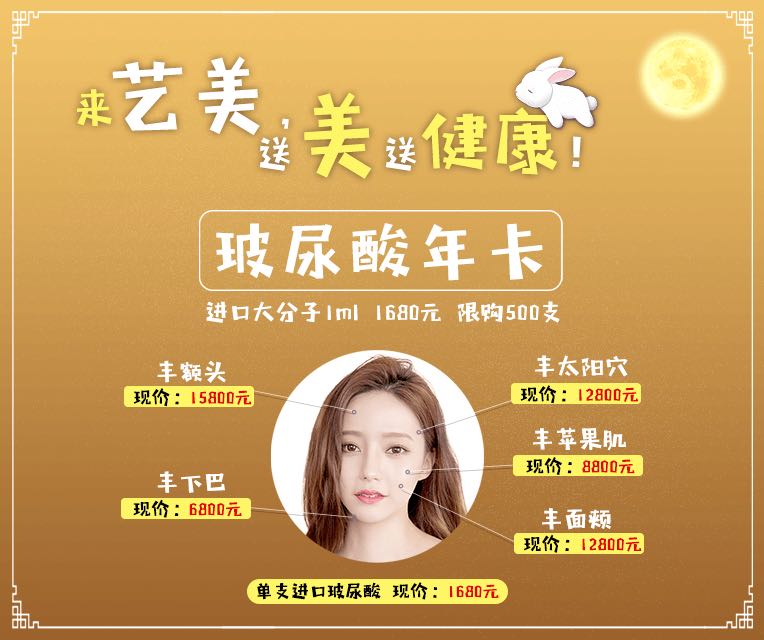 来艺美，
送美送健康！
玻尿酸年卡
进口大分子1ml 1680元 限购500支
丰额头
现价：15800元
丰太阳穴
现价：12800元
丰苹果肌
现价：8800元
丰下巴
现价：6800元
丰面颊
现价：12800元
单支进口玻尿酸 现价：1680元